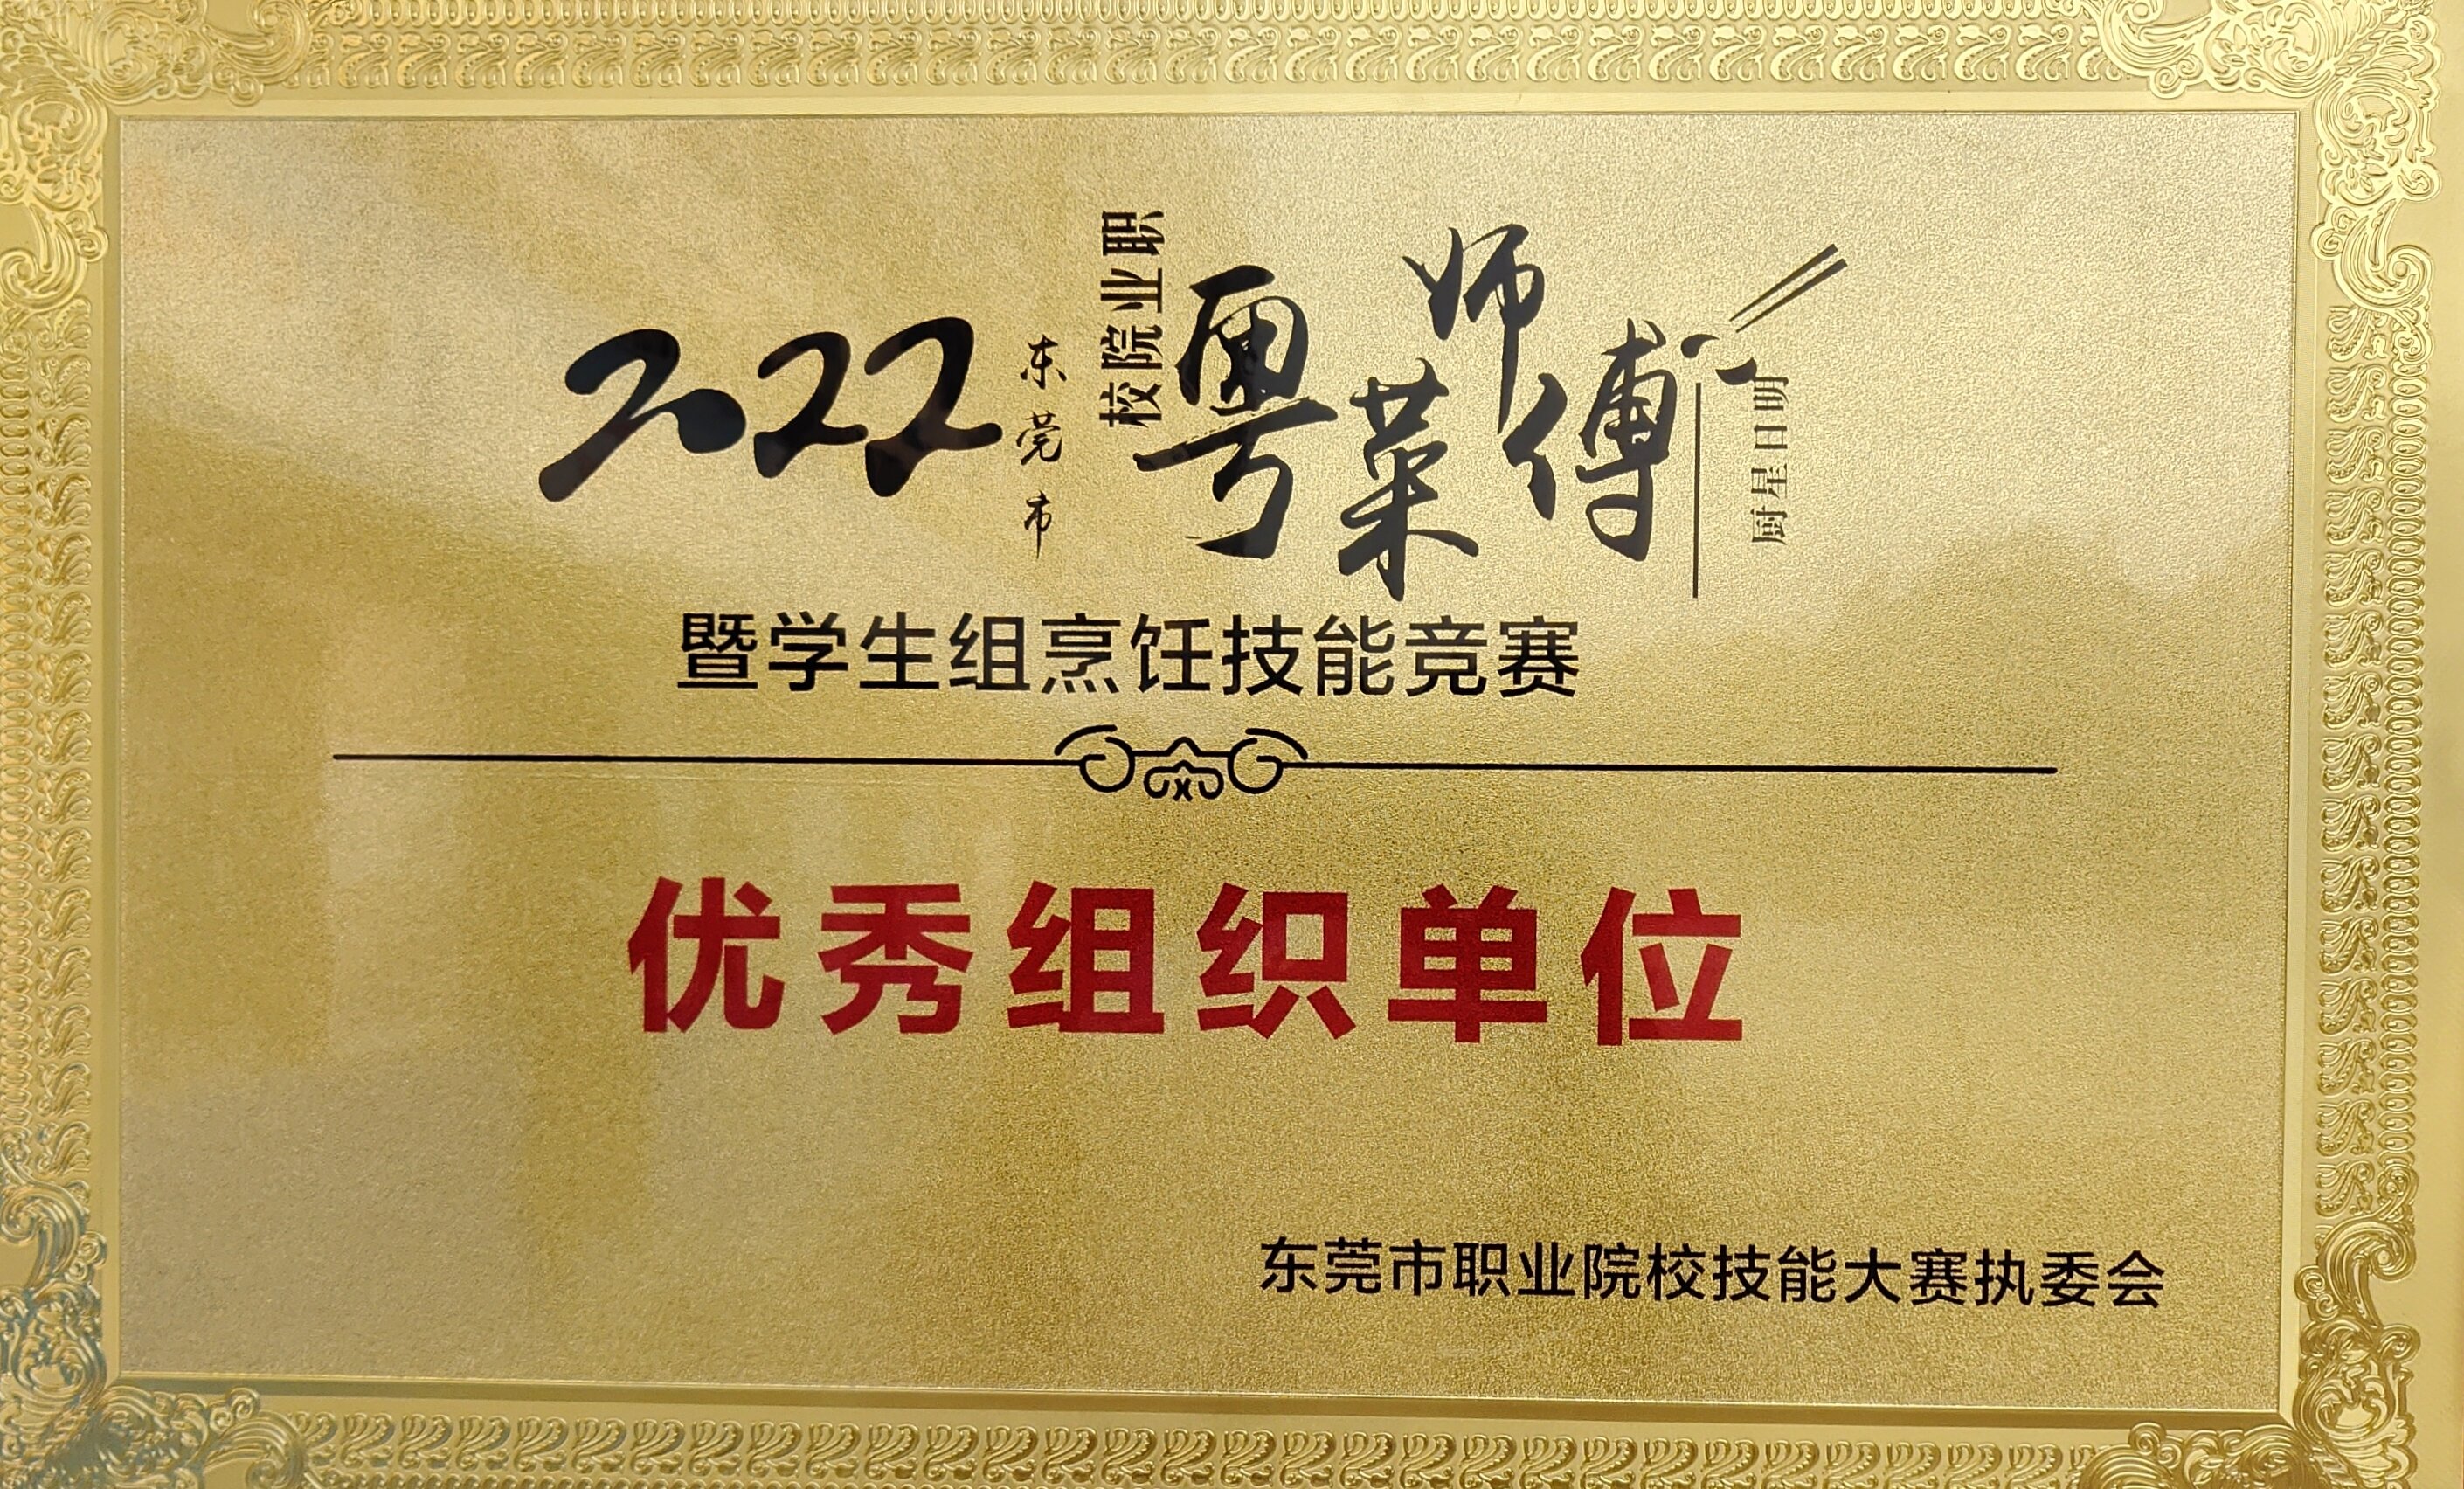 2022
东莞市
职业院校
粤菜师傅
明日星厨
暨学生组烹饪技能竞赛
优秀组织单位
东莞市职业院校技能大赛执委会